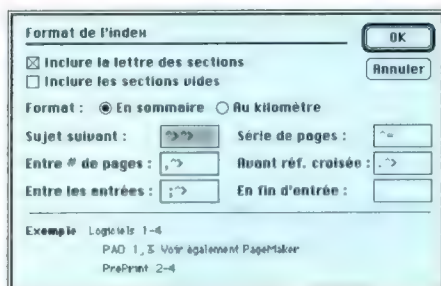 Format de l'index
OK
Annuler
☒ Inclure la lettre des sections
☐ Inclure les sections vides
Format : ◉ En sommaire ○ Au kilomètre
Sujet suivant : ^>^> Série de pages : ^=
Entre # de pages : ,^> Avant réf. croisée : .^>
Entre les entrées : ;^> En fin d'entrée :
Exemple Logiciels 1-4
PAO 1, 3. Voir également PageMaker
PrePrint 2-4